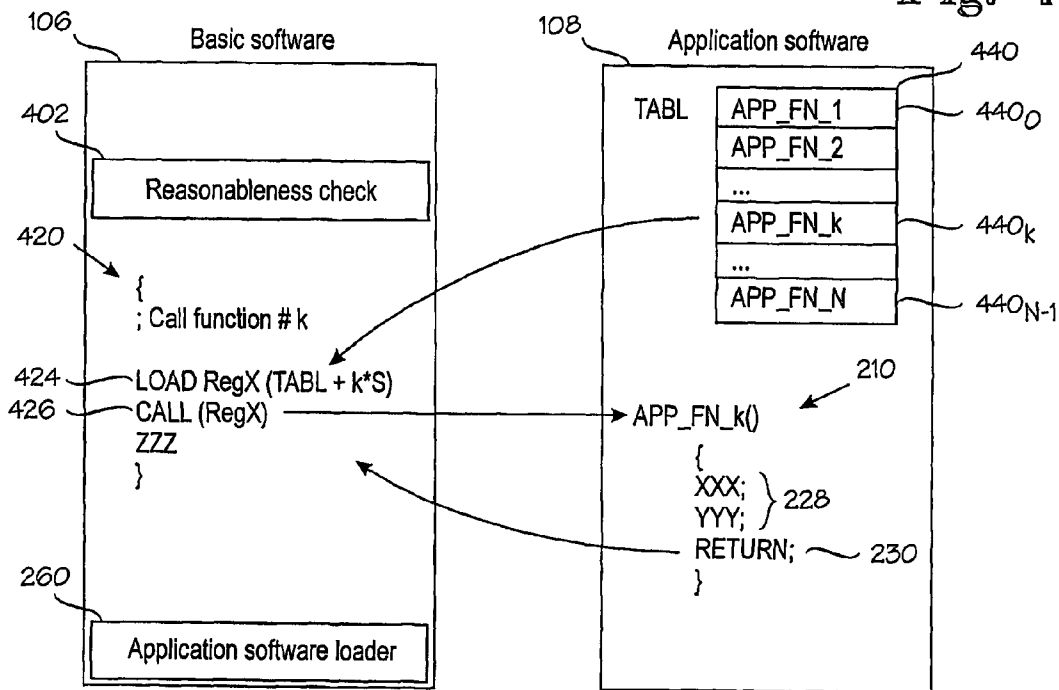 Fig. 4
106
Basic software
108
Application software
440
402
Reasonableness check
TABL
APP_FN_1
440₀
APP_FN_2
...
APP_FN_k
440ₖ
...
APP_FN_N
440N-1
420
{
; Call function # k
424
LOAD RegX (TABL + k*S)
426
CALL (RegX)
ZZZ
}
210
APP_FN_k()
{
XXX;
YYY;
228
RETURN;
230
}
260
Application software loader